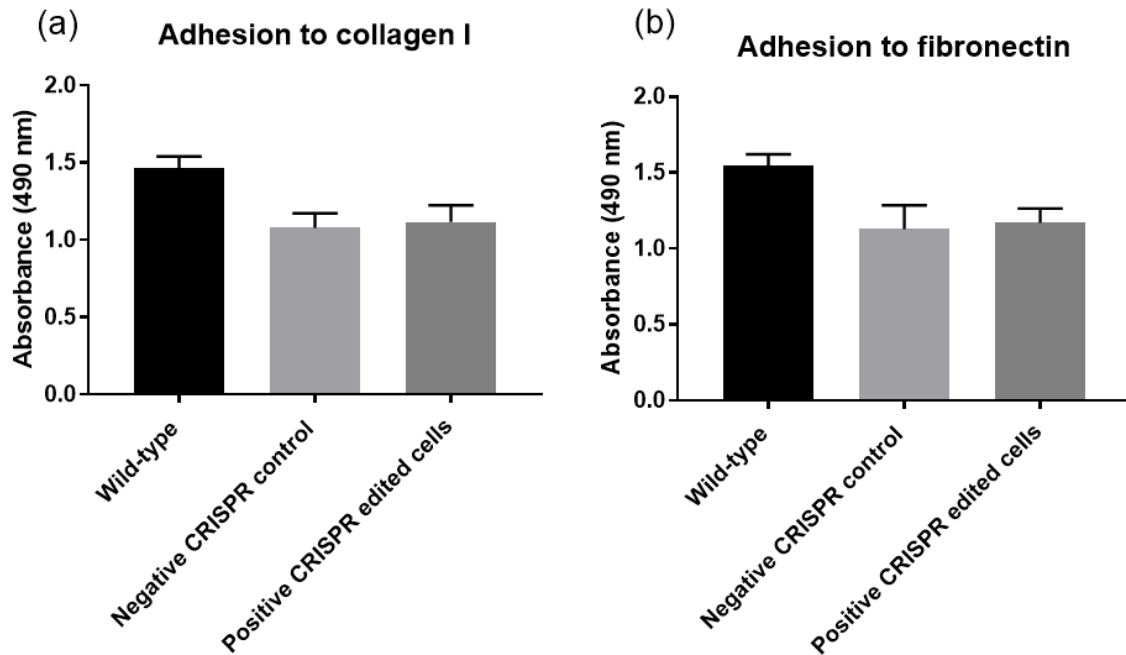 (a)
Adhesion to collagen I
Absorbance (490 nm)
2.0
1.5
1.0
0.5
0.0
Wild-type
Negative CRISPR control
Positive CRISPR edited cells
(b)
Adhesion to fibronectin
Absorbance (490 nm)
2.0
1.5
1.0
0.5
0.0
Wild-type
Negative CRISPR control
Positive CRISPR edited cells